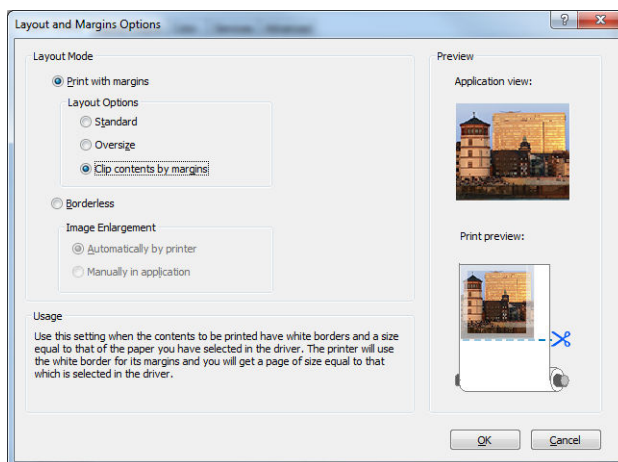 Layout and Margins Options
Layout Mode
Print with margins
Layout Options
Standard
Oversize
Clip contents by margins
Borderless
Image Enlargement
Automatically by printer
Manually in application
Usage
Use this setting when the contents to be printed have white borders and a size
equal to that of the paper you have selected in the driver. The printer will use
the white border for its margins and you will get a page of size equal to that
which is selected in the driver.
Preview
Application view:
Print preview:
OK
Cancel